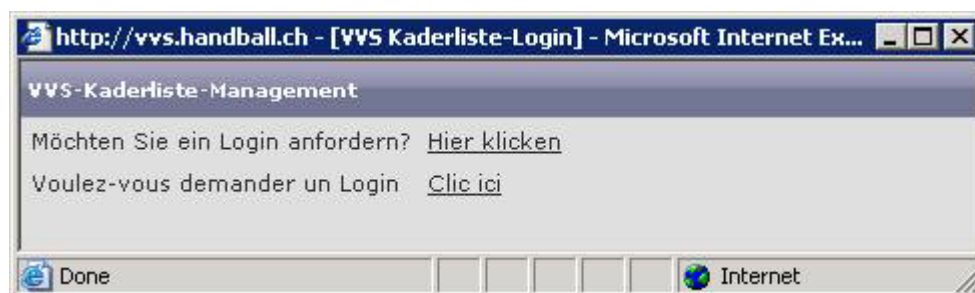 http://vvs.handball.ch - [VVS Kaderliste-Login] - Microsoft Internet Ex...
VVS-Kaderliste-Management
Möchten Sie ein Login anfordern? Hier klicken
Voulez-vous demander un Login Clic ici
Done Internet